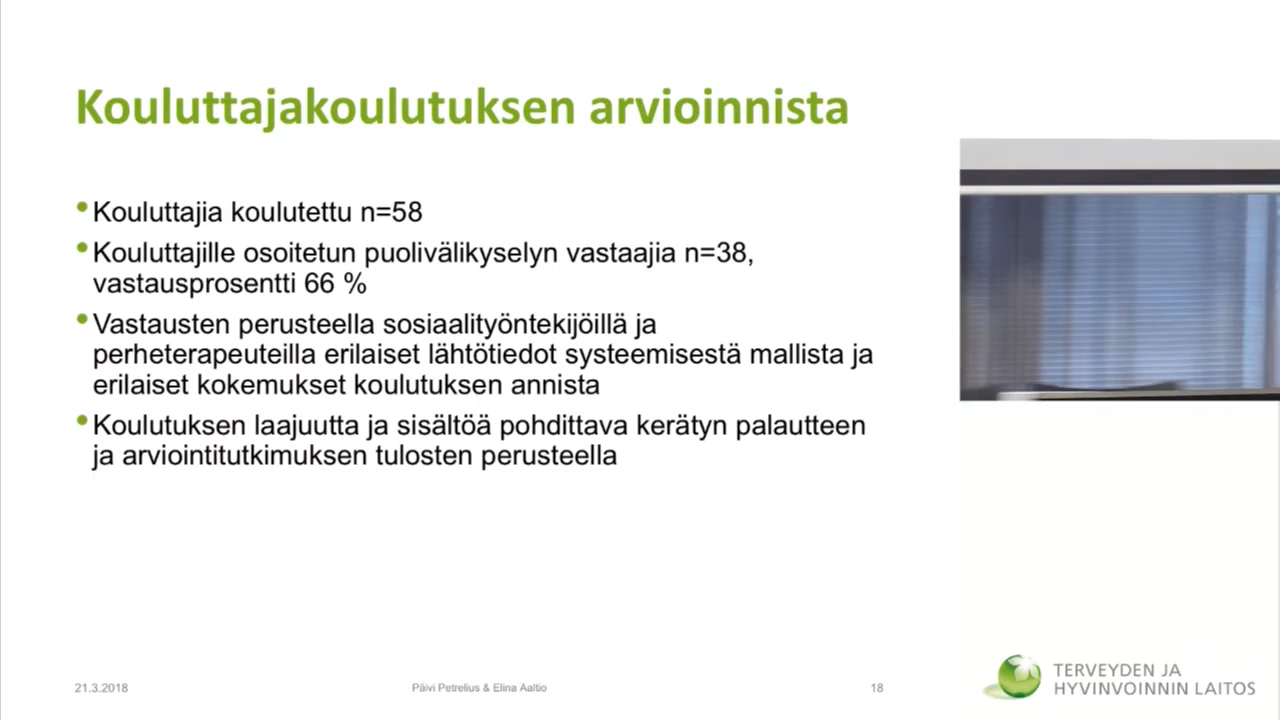 Kouluttajakoulutuksen arvioinnista
•Kouluttajia koulutettu n=58
•Kouluttajille osoitetun puolivälikyselyn vastaajia n=38,
vastausprosentti 66 %
•Vastausten perusteella sosiaalityöntekijöillä ja
perheterapeuteilla erilaiset lähtötiedot systeemisestä mallista ja
erilaiset kokemukset koulutuksen annista
•Koulutuksen laajuutta ja sisältöä pohdittava kerätyn palautteen
ja arviointitutkimuksen tulosten perusteella
21.3.2018
Päivi Petrelius & Elina Aaltio
18
TERVEYDEN JA
HYVINVOINNIN LAITOS